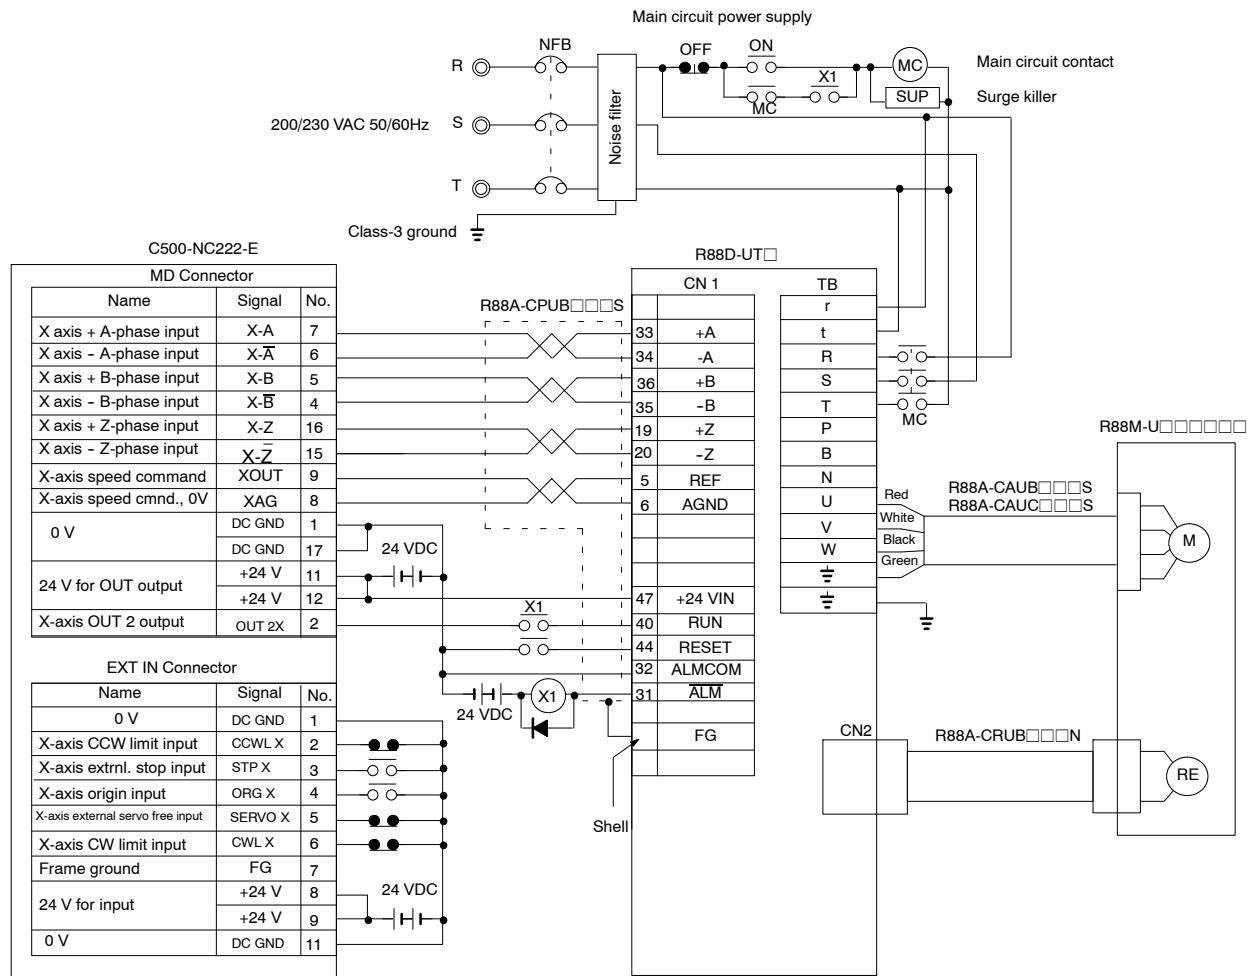 Main circuit power supply
NFB
OFF
ON
R
MC
Main circuit contact
X1
MC
SUP
Surge killer
Noise filter
200/230 VAC 50/60Hz
S
T
Class-3 ground
C500-NC222-E
MD Connector
Name Signal No.
X axis + A-phase input X-A 7
X axis – A-phase input X-A̅ 6
X axis + B-phase input X-B 5
X axis – B-phase input X-B̅ 4
X axis + Z-phase input X-Z 16
X axis – Z-phase input X-Z̅ 15
X-axis speed command XOUT 9
X-axis speed cmnd., 0V XAG 8
0 V DC GND 1
DC GND 17
24 V for OUT output +24 V 11
+24 V 12
X-axis OUT 2 output OUT 2X 2
EXT IN Connector
Name Signal No.
0 V DC GND 1
X-axis CCW limit input CCWL X 2
X-axis extrnl. stop input STP X 3
X-axis origin input ORG X 4
X-axis external servo free input SERVO X 5
X-axis CW limit input CWL X 6
Frame ground FG 7
24 V for input +24 V 8
+24 V 9
0 V DC GND 11
24 VDC
24 VDC
24 VDC
X1
X1
R88A-CPUB□□□S
Shell
R88D-UT□
CN 1
33 +A
34 -A
36 +B
35 –B
19 +Z
20 –Z
5 REF
6 AGND
47 +24 VIN
40 RUN
44 RESET
32 ALMCOM
31 A̅L̅M̅
FG
TB
r
t
R
S
T
P
B
N
U
V
W
MC
Red
White
Black
Green
R88A-CAUB□□□S
R88A-CAUC□□□S
R88M-U□□□□□□
M
CN2
R88A-CRUB□□□N
RE